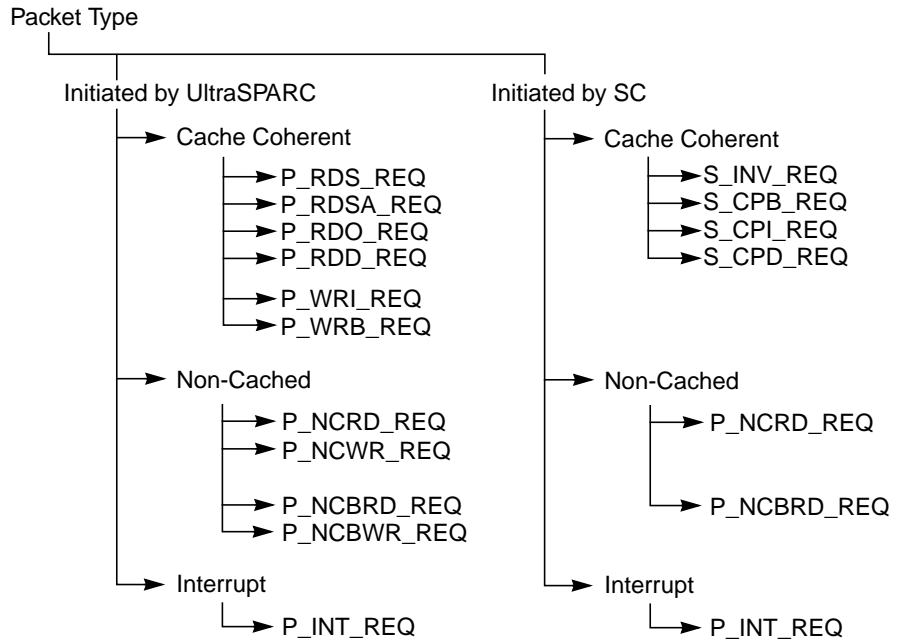 Packet Type
Initiated by UltraSPARC
Cache Coherent
P_RDS_REQ
P_RDSA_REQ
P_RDO_REQ
P_RDD_REQ
P_WRI_REQ
P_WRB_REQ
Non-Cached
P_NCRD_REQ
P_NCWR_REQ
P_NCBRD_REQ
P_NCBWR_REQ
Interrupt
P_INT_REQ
Initiated by SC
Cache Coherent
S_INV_REQ
S_CPB_REQ
S_CPI_REQ
S_CPD_REQ
Non-Cached
P_NCRD_REQ
P_NCBRD_REQ
Interrupt
P_INT_REQ